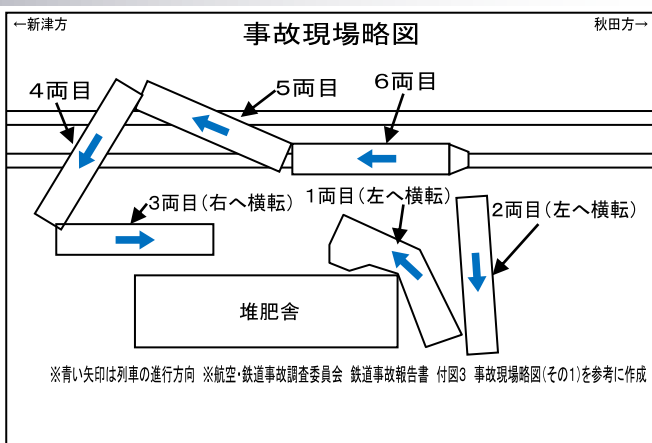 ←新津方
事故現場略図
秋田方→
4両目
5両目
6両目
3両目(右へ横転)
1両目(左へ横転)
2両目(左へ横転)
堆肥舎
※青い矢印は列車の進行方向 ※航空・鉄道事故調査委員会 鉄道事故報告書 付図3 事故現場略図(その1)を参考に作成